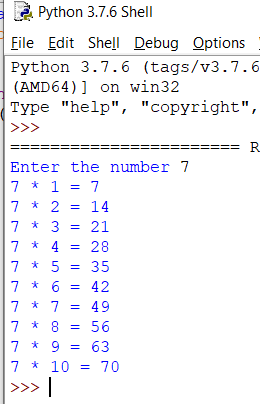 Python 3.7.6 Shell
File Edit Shell Debug Options
Python 3.7.6 (tags/v3.7.6
(AMD64)] on win32
Type "help", "copyright",
>>>
======================== R
Enter the number 7
7 * 1 = 7
7 * 2 = 14
7 * 3 = 21
7 * 4 = 28
7 * 5 = 35
7 * 6 = 42
7 * 7 = 49
7 * 8 = 56
7 * 9 = 63
7 * 10 = 70
>>>